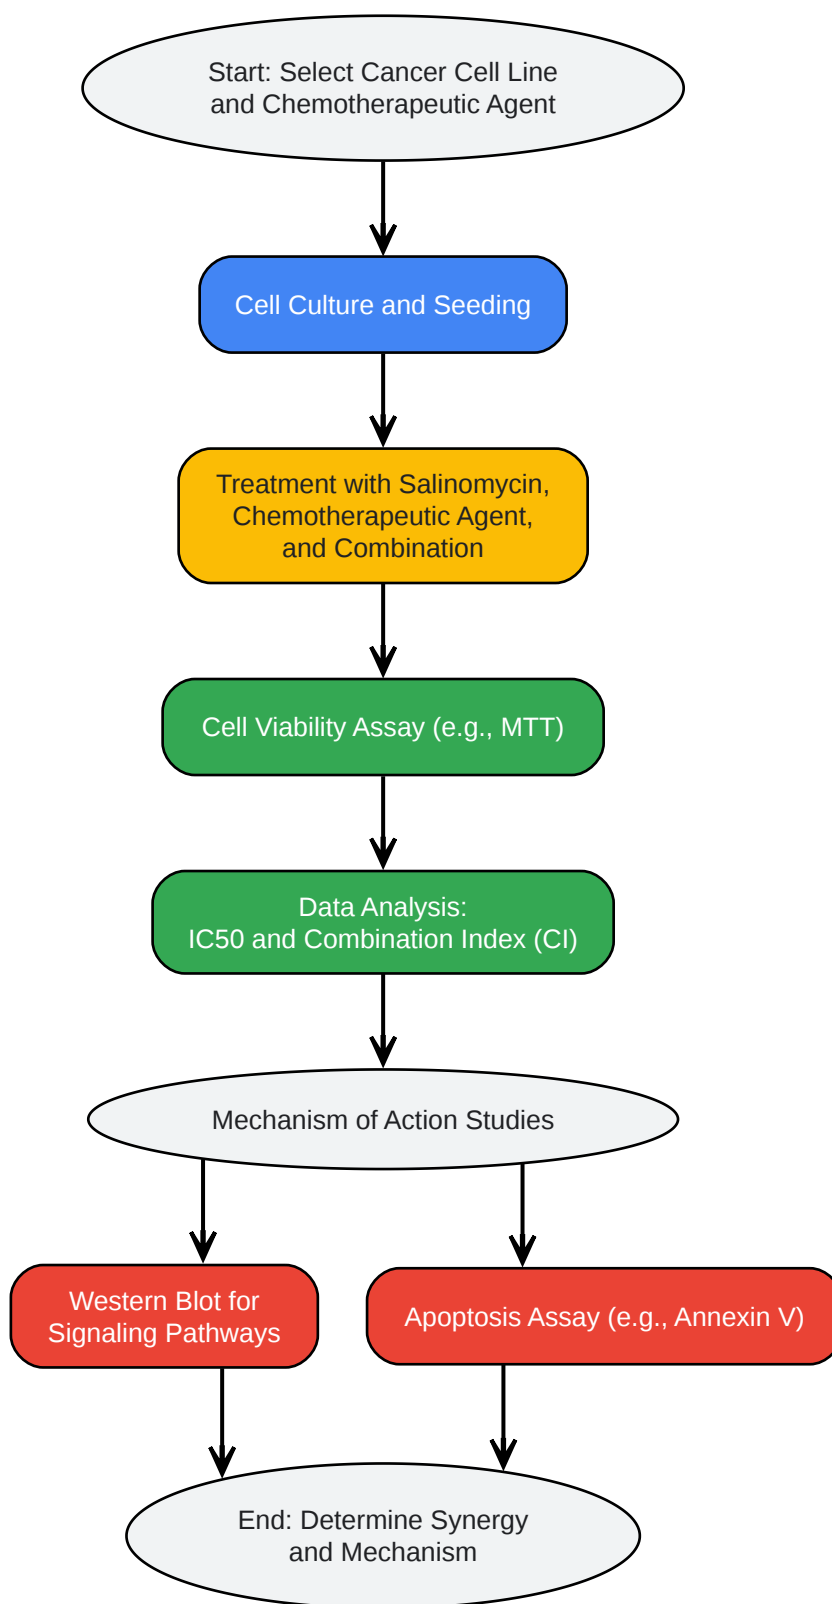 Start: Select Cancer Cell Line
and Chemotherapeutic Agent
Cell Culture and Seeding
Treatment with Salinomycin,
Chemotherapeutic Agent,
and Combination
Cell Viability Assay (e.g., MTT)
Data Analysis:
IC50 and Combination Index (CI)
Mechanism of Action Studies
Western Blot for
Signaling Pathways
Apoptosis Assay (e.g., Annexin V)
End: Determine Synergy
and Mechanism